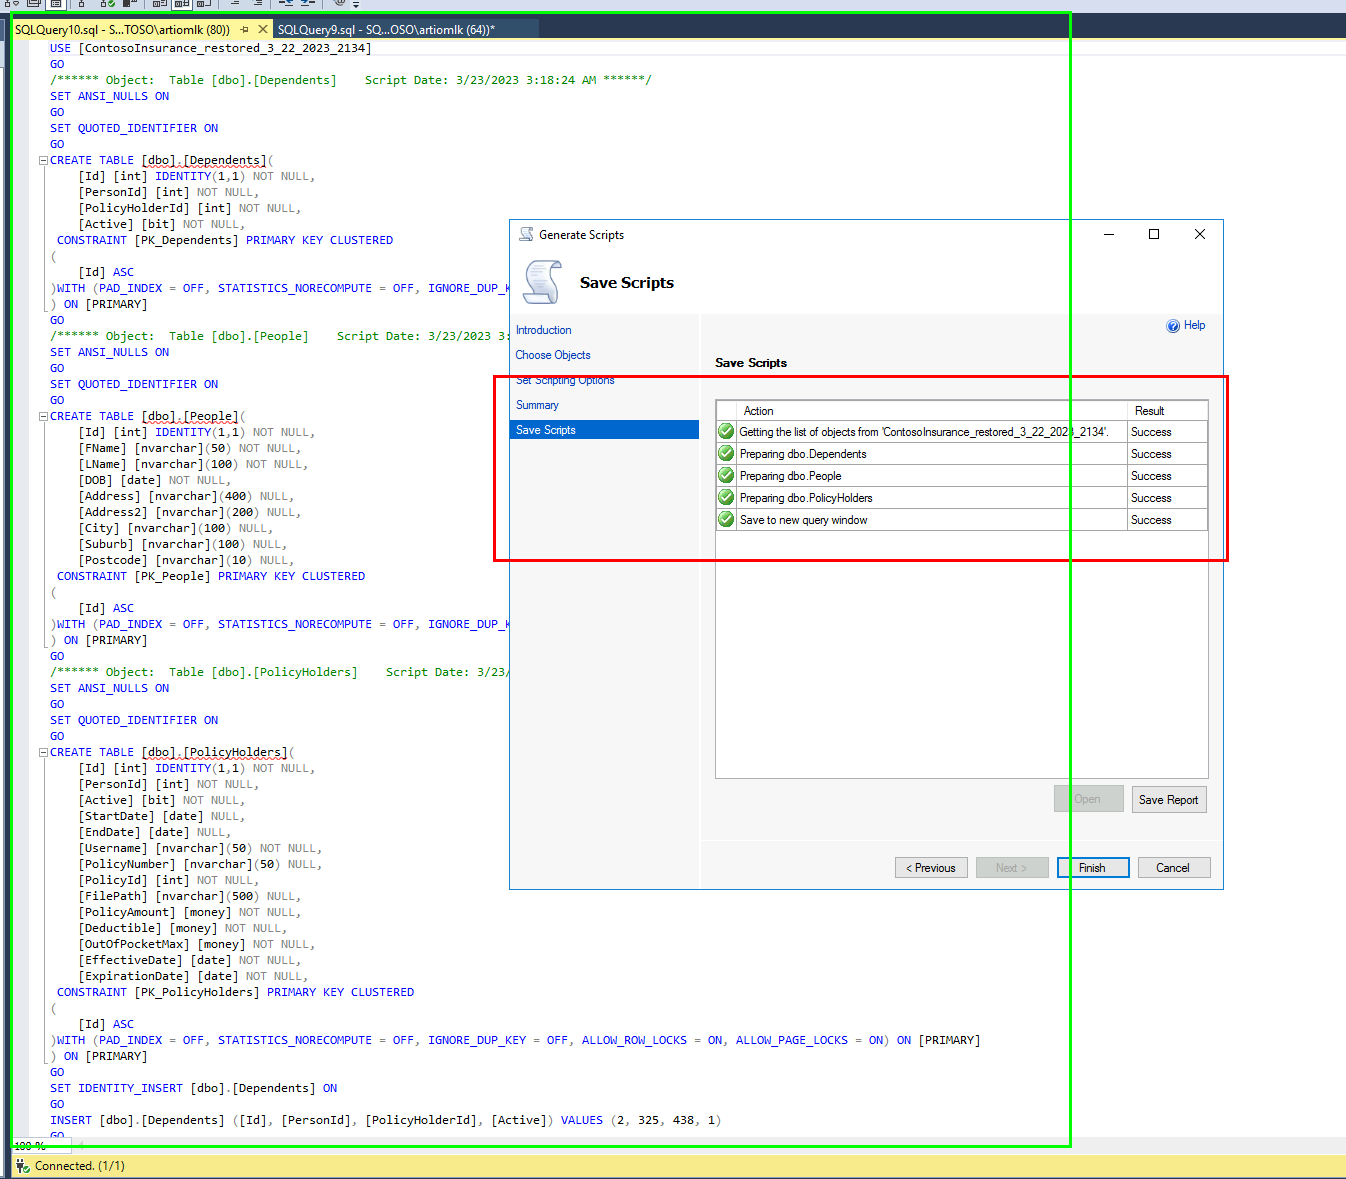 SQLQuery10.sql - S...TOSO\artiomlk (80)) SQLQuery9.sql - SQ...OSO\artiomlk (64))*
USE [ContosoInsurance_restored_3_22_2023_2134]
GO
/****** Object:  Table [dbo].[Dependents]    Script Date: 3/23/2023 3:18:24 AM ******/
SET ANSI_NULLS ON
GO
SET QUOTED_IDENTIFIER ON
GO
CREATE TABLE [dbo].[Dependents](
[Id] [int] IDENTITY(1,1) NOT NULL,
[PersonId] [int] NOT NULL,
[PolicyHolderId] [int] NOT NULL,
[Active] [bit] NOT NULL,
CONSTRAINT [PK_Dependents] PRIMARY KEY CLUSTERED
(
[Id] ASC
)WITH (PAD_INDEX = OFF, STATISTICS_NORECOMPUTE = OFF, IGNORE_DUP_K
) ON [PRIMARY]
GO
/****** Object:  Table [dbo].[People]    Script Date: 3/23/2023 3:
SET ANSI_NULLS ON
GO
SET QUOTED_IDENTIFIER ON
GO
CREATE TABLE [dbo].[People](
[Id] [int] IDENTITY(1,1) NOT NULL,
[FName] [nvarchar](50) NOT NULL,
[LName] [nvarchar](100) NOT NULL,
[DOB] [date] NOT NULL,
[Address] [nvarchar](400) NULL,
[Address2] [nvarchar](200) NULL,
[City] [nvarchar](100) NULL,
[Suburb] [nvarchar](100) NULL,
[Postcode] [nvarchar](10) NULL,
CONSTRAINT [PK_People] PRIMARY KEY CLUSTERED
(
[Id] ASC
)WITH (PAD_INDEX = OFF, STATISTICS_NORECOMPUTE = OFF, IGNORE_DUP_K
) ON [PRIMARY]
GO
/****** Object:  Table [dbo].[PolicyHolders]    Script Date: 3/23/
SET ANSI_NULLS ON
GO
SET QUOTED_IDENTIFIER ON
GO
CREATE TABLE [dbo].[PolicyHolders](
[Id] [int] IDENTITY(1,1) NOT NULL,
[PersonId] [int] NOT NULL,
[Active] [bit] NOT NULL,
[StartDate] [date] NULL,
[EndDate] [date] NULL,
[Username] [nvarchar](50) NOT NULL,
[PolicyNumber] [nvarchar](50) NULL,
[PolicyId] [int] NOT NULL,
[FilePath] [nvarchar](500) NULL,
[PolicyAmount] [money] NOT NULL,
[Deductible] [money] NOT NULL,
[OutOfPocketMax] [money] NOT NULL,
[EffectiveDate] [date] NOT NULL,
[ExpirationDate] [date] NOT NULL,
CONSTRAINT [PK_PolicyHolders] PRIMARY KEY CLUSTERED
(
[Id] ASC
)WITH (PAD_INDEX = OFF, STATISTICS_NORECOMPUTE = OFF, IGNORE_DUP_KEY = OFF, ALLOW_ROW_LOCKS = ON, ALLOW_PAGE_LOCKS = ON) ON [PRIMARY]
) ON [PRIMARY]
GO
SET IDENTITY_INSERT [dbo].[Dependents] ON
GO
INSERT [dbo].[Dependents] ([Id], [PersonId], [PolicyHolderId], [Active]) VALUES (2, 325, 438, 1)
GO
100 %
Connected. (1/1)
Generate Scripts
Save Scripts
Introduction
Choose Objects
Set Scripting Options
Summary
Save Scripts
Help
Save Scripts
Action Result
Getting the list of objects from 'ContosoInsurance_restored_3_22_2023_2134'. Success
Preparing dbo.Dependents Success
Preparing dbo.People Success
Preparing dbo.PolicyHolders Success
Save to new query window Success
Open Save Report
< Previous Next > Finish Cancel